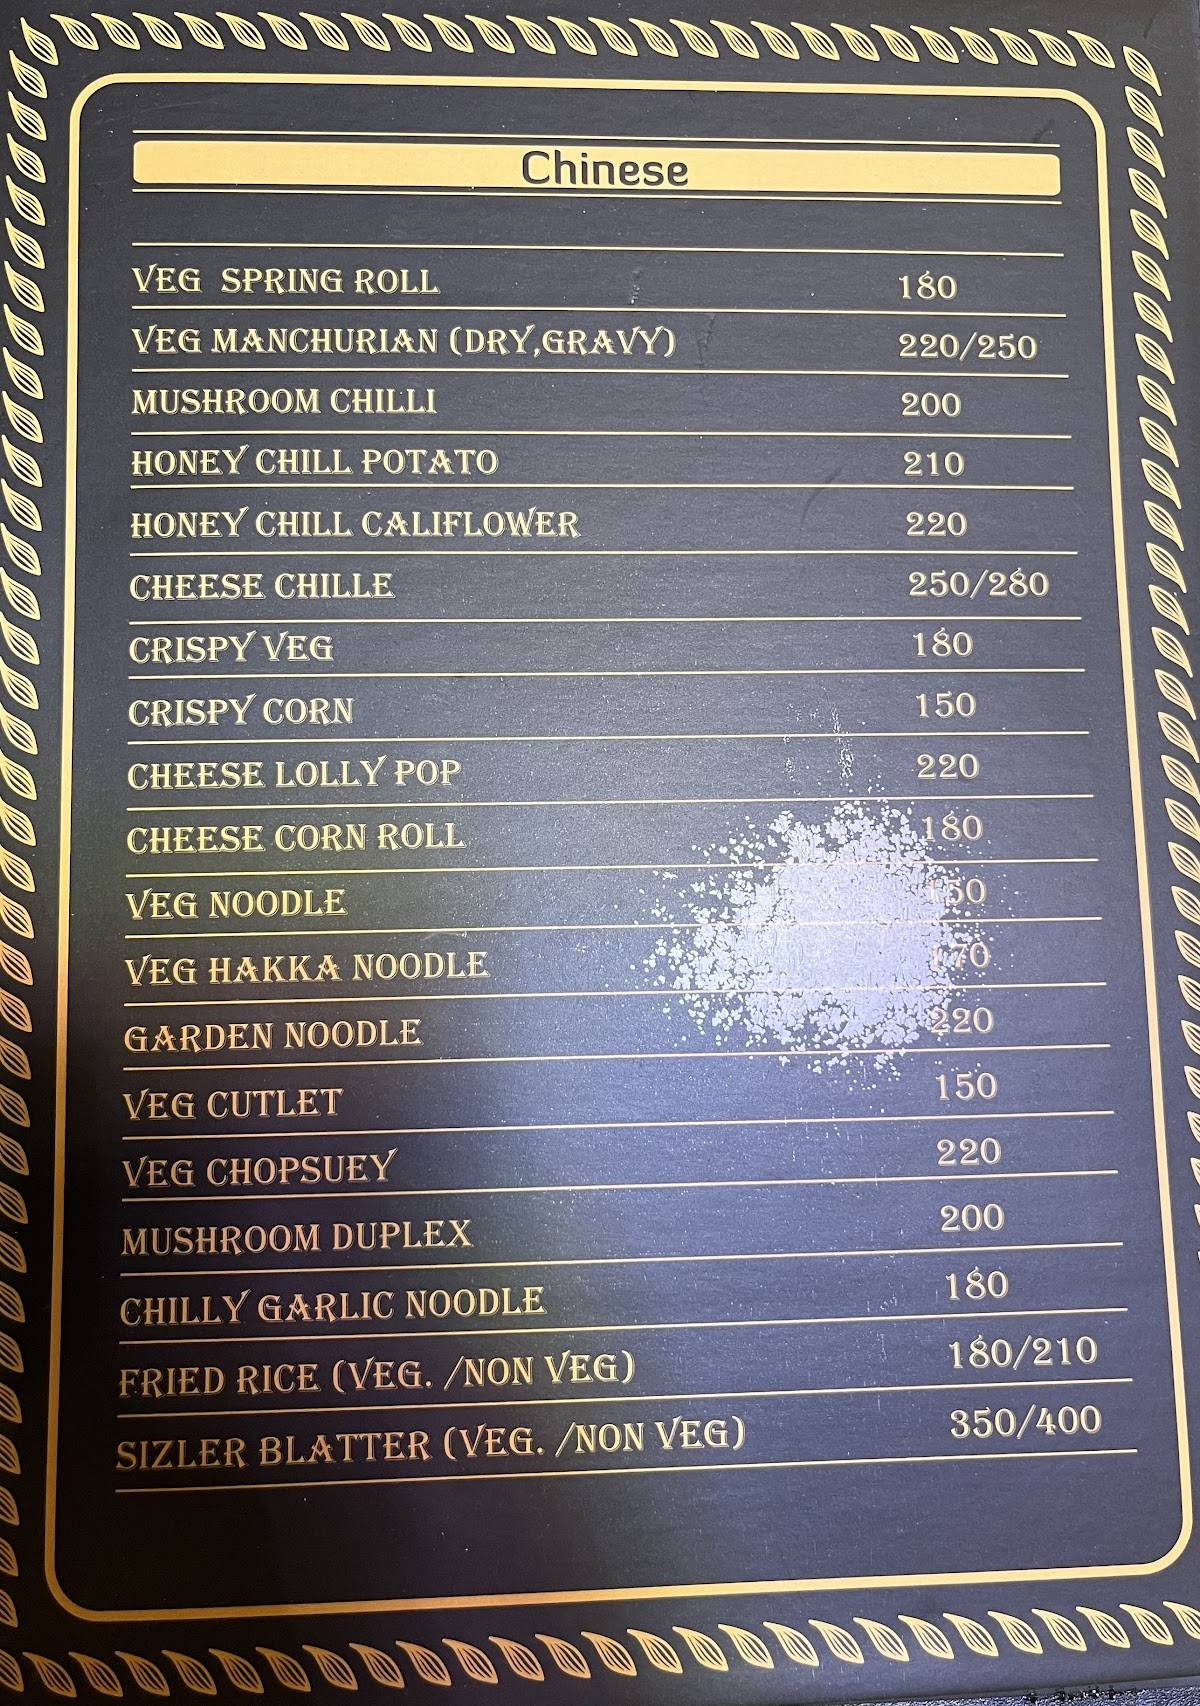 Chinese
VEG SPRING ROLL 180
VEG MANCHURIAN (DRY,GRAVY) 220/250
MUSHROOM CHILLI 200
HONEY CHILL POTATO 210
HONEY CHILL CALIFLOWER 220
CHEESE CHILLE 250/280
CRISPY VEG 180
CRISPY CORN 150
CHEESE LOLLY POP 220
CHEESE CORN ROLL 180
VEG NOODLE 150
VEG HAKKA NOODLE 170
GARDEN NOODLE 220
VEG CUTLET 150
VEG CHOPSUEY 220
MUSHROOM DUPLEX 200
CHILLY GARLIC NOODLE 180
FRIED RICE (VEG. /NON VEG) 180/210
SIZLER BLATTER (VEG. /NON VEG) 350/400